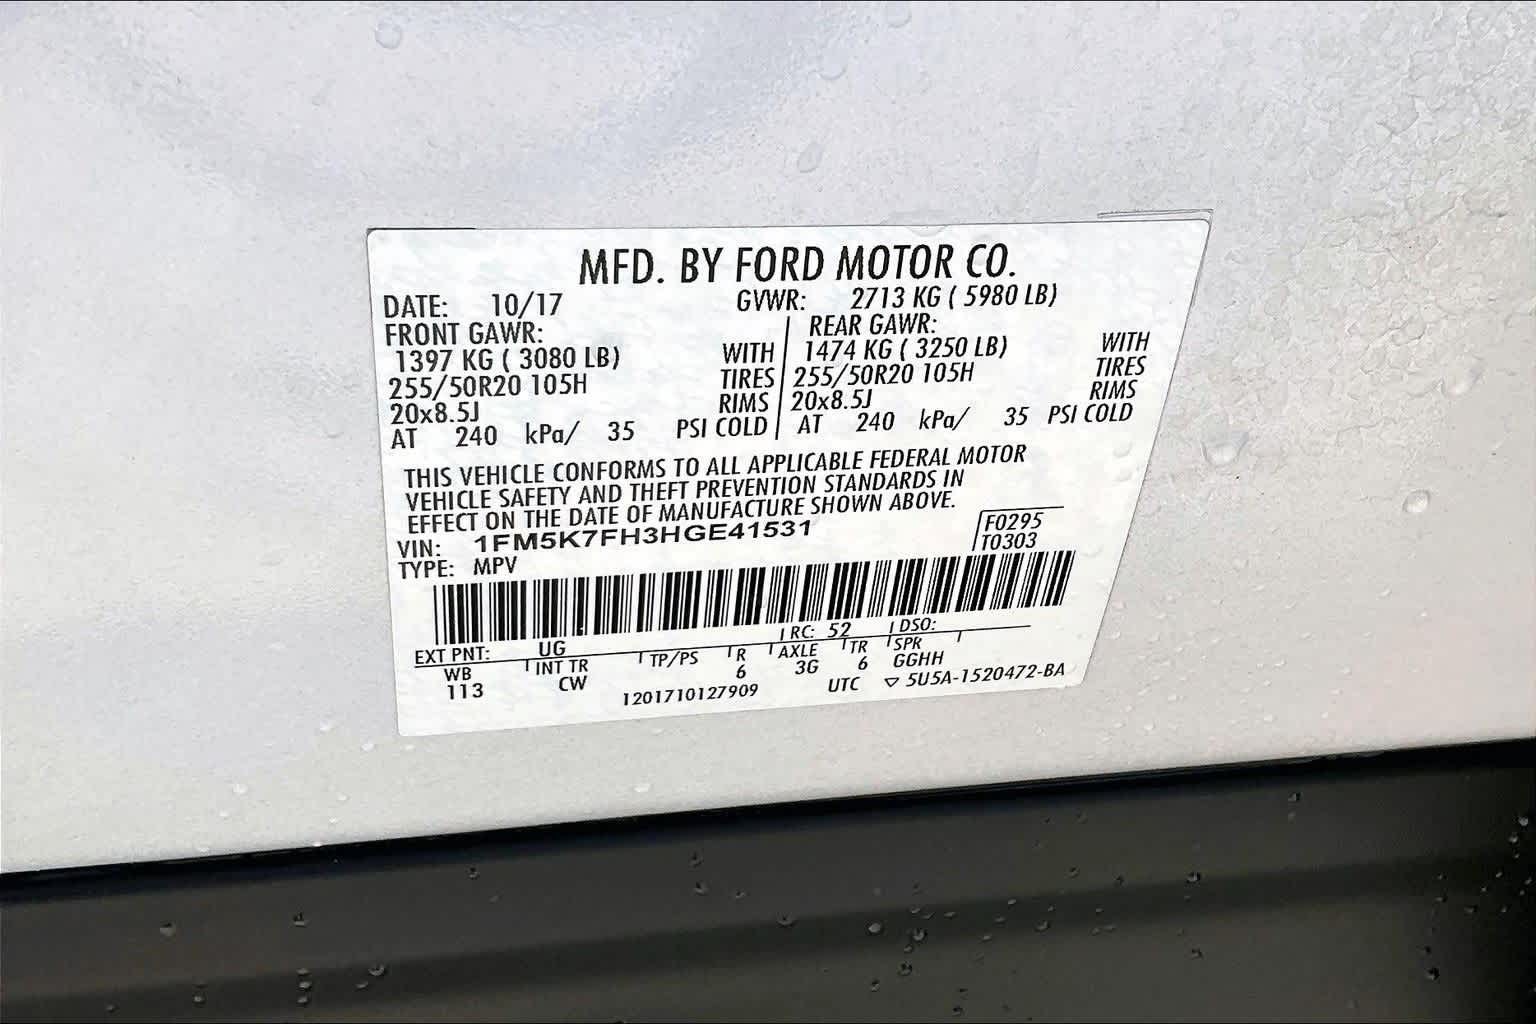 MFD. BY FORD MOTOR CO.
DATE: 10/17 GVWR: 2713 KG ( 5980 LB)
FRONT GAWR: REAR GAWR:
1397 KG ( 3080 LB) WITH 1474 KG ( 3250 LB) WITH
255/50R20 105H TIRES 255/50R20 105H TIRES
20x8.5J RIMS 20x8.5J RIMS
AT 240 kPa/ 35 PSI COLD AT 240 kPa/ 35 PSI COLD
THIS VEHICLE CONFORMS TO ALL APPLICABLE FEDERAL MOTOR
VEHICLE SAFETY AND THEFT PREVENTION STANDARDS IN
EFFECT ON THE DATE OF MANUFACTURE SHOWN ABOVE.
VIN: 1FM5K7FH3HGE41531 F0295
TYPE: MPV T0303
EXT PNT: UG RC: 52 DSO:
WB INT TR TP/PS R AXLE TR SPR
113 CW 6 3G 6 GGHH
1201710127909 UTC ▽ 5U5A-1520472-BA